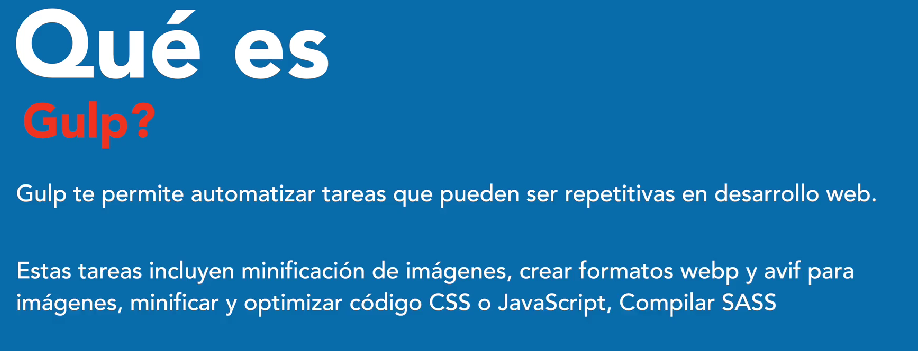 Qué es
Gulp?
Gulp te permite automatizar tareas que pueden ser repetitivas en desarrollo web.
Estas tareas incluyen minificación de imágenes, crear formatos webp y avif para
imágenes, minificar y optimizar código CSS o JavaScript, Compilar SASS